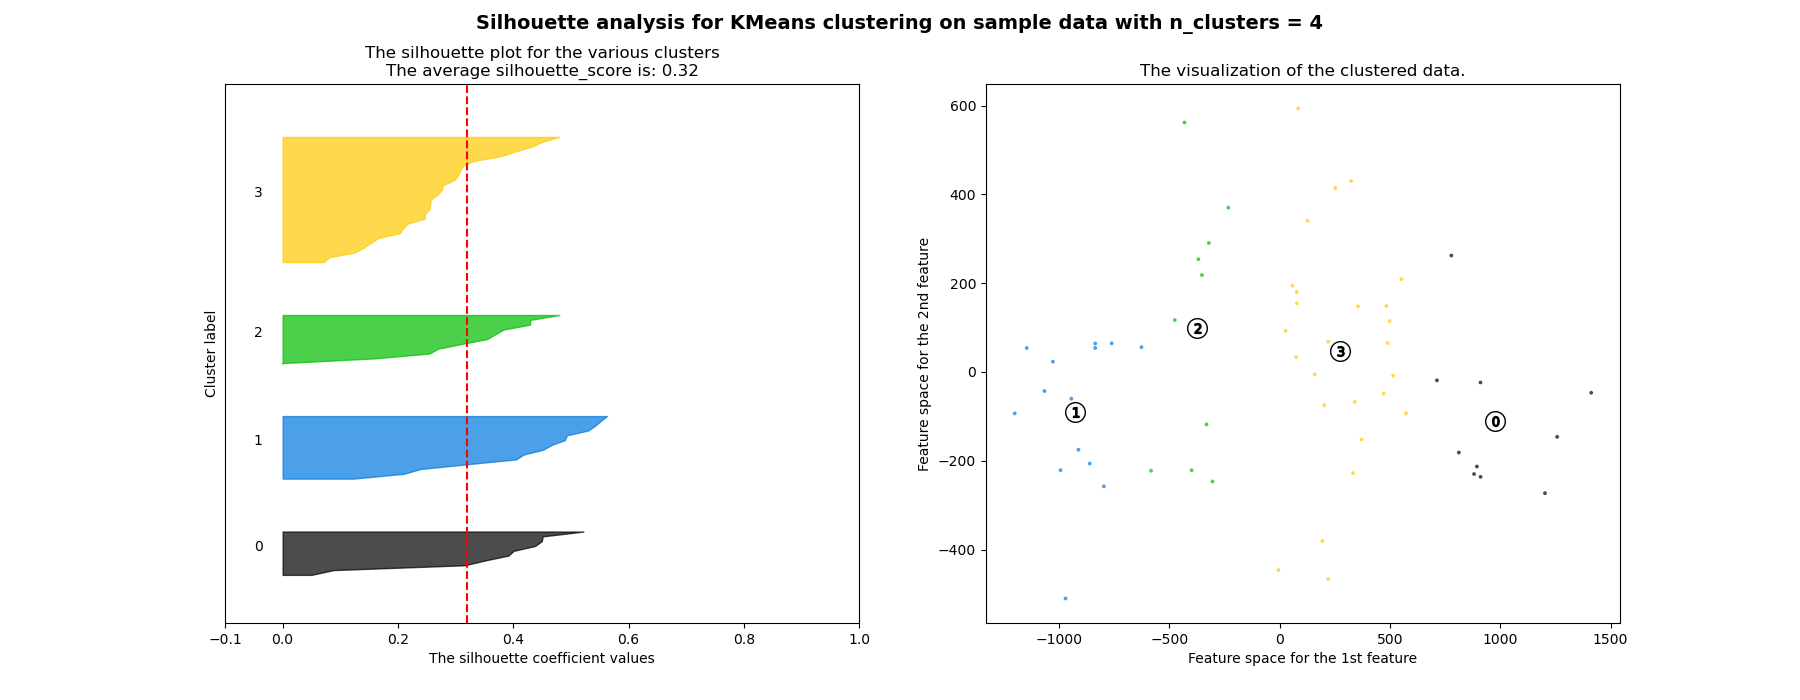 Silhouette analysis for KMeans clustering on sample data with n_clusters = 4
The silhouette plot for the various clusters
The average silhouette_score is: 0.32
Cluster label
3
2
1
0
−0.1 0.0 0.2 0.4 0.6 0.8 1.0
The silhouette coefficient values
The visualization of the clustered data.
Feature space for the 2nd feature
600
400
200
0
−200
−400
2
3
1
0
−1000 −500 0 500 1000 1500
Feature space for the 1st feature